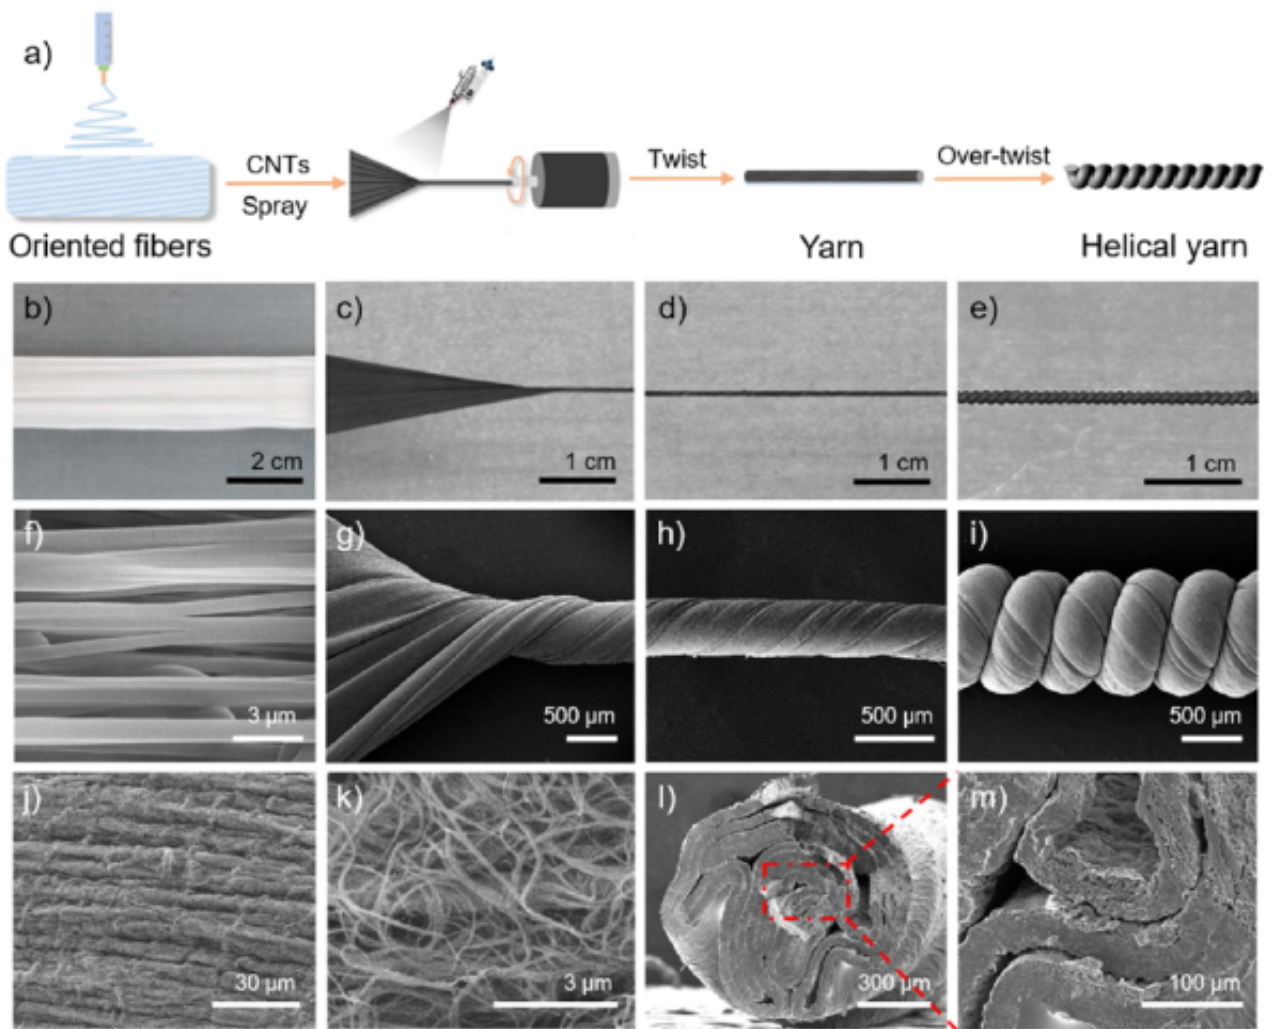 a)
CNTs
Spray
Twist
Over-twist
Oriented fibers
Yarn
Helical yarn
b)
2 cm
c)
1 cm
d)
1 cm
e)
1 cm
f)
3 µm
g)
500 µm
h)
500 µm
i)
500 µm
j)
30 µm
k)
3 µm
l)
300 µm
m)
100 µm